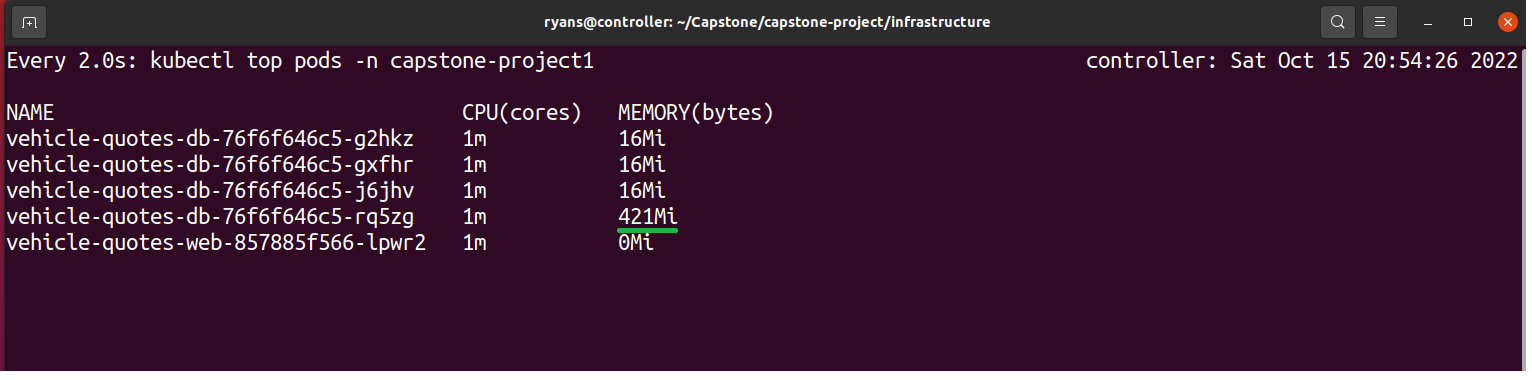 ryans@controller: ~/Capstone/capstone-project/infrastructure
Every 2.0s: kubectl top pods -n capstone-project1 controller: Sat Oct 15 20:54:26 2022
NAME CPU(cores) MEMORY(bytes)
vehicle-quotes-db-76f6f646c5-g2hkz 1m 16Mi
vehicle-quotes-db-76f6f646c5-gxfhr 1m 16Mi
vehicle-quotes-db-76f6f646c5-j6jhv 1m 16Mi
vehicle-quotes-db-76f6f646c5-rq5zg 1m 421Mi
vehicle-quotes-web-857885f566-lpwr2 1m 0Mi